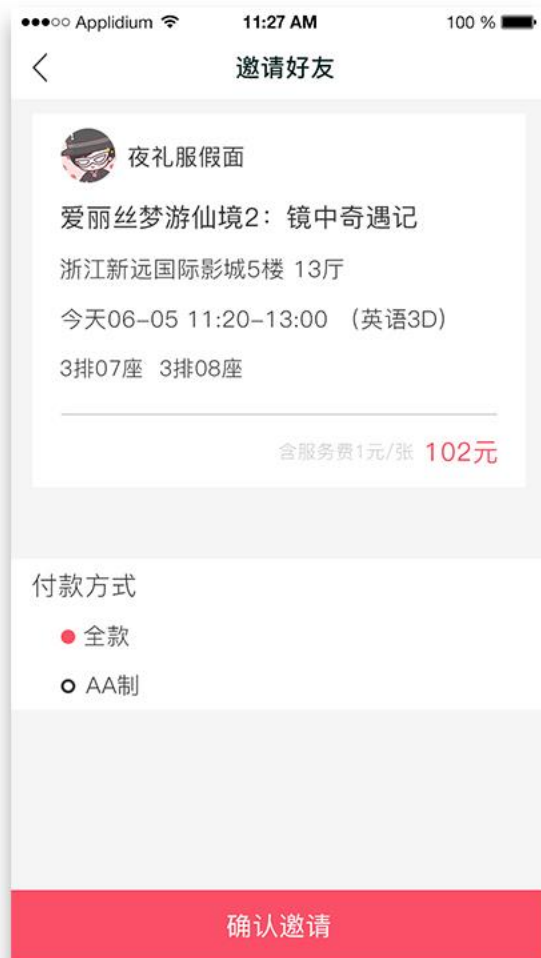 ●●●○○ Applidium 11:27 AM 100 %
邀请好友
夜礼服假面
爱丽丝梦游仙境2：镜中奇遇记
浙江新远国际影城5楼 13厅
今天06-05 11:20-13:00 （英语3D）
3排07座 3排08座
含服务费1元/张 102元
付款方式
全款
AA制
确认邀请